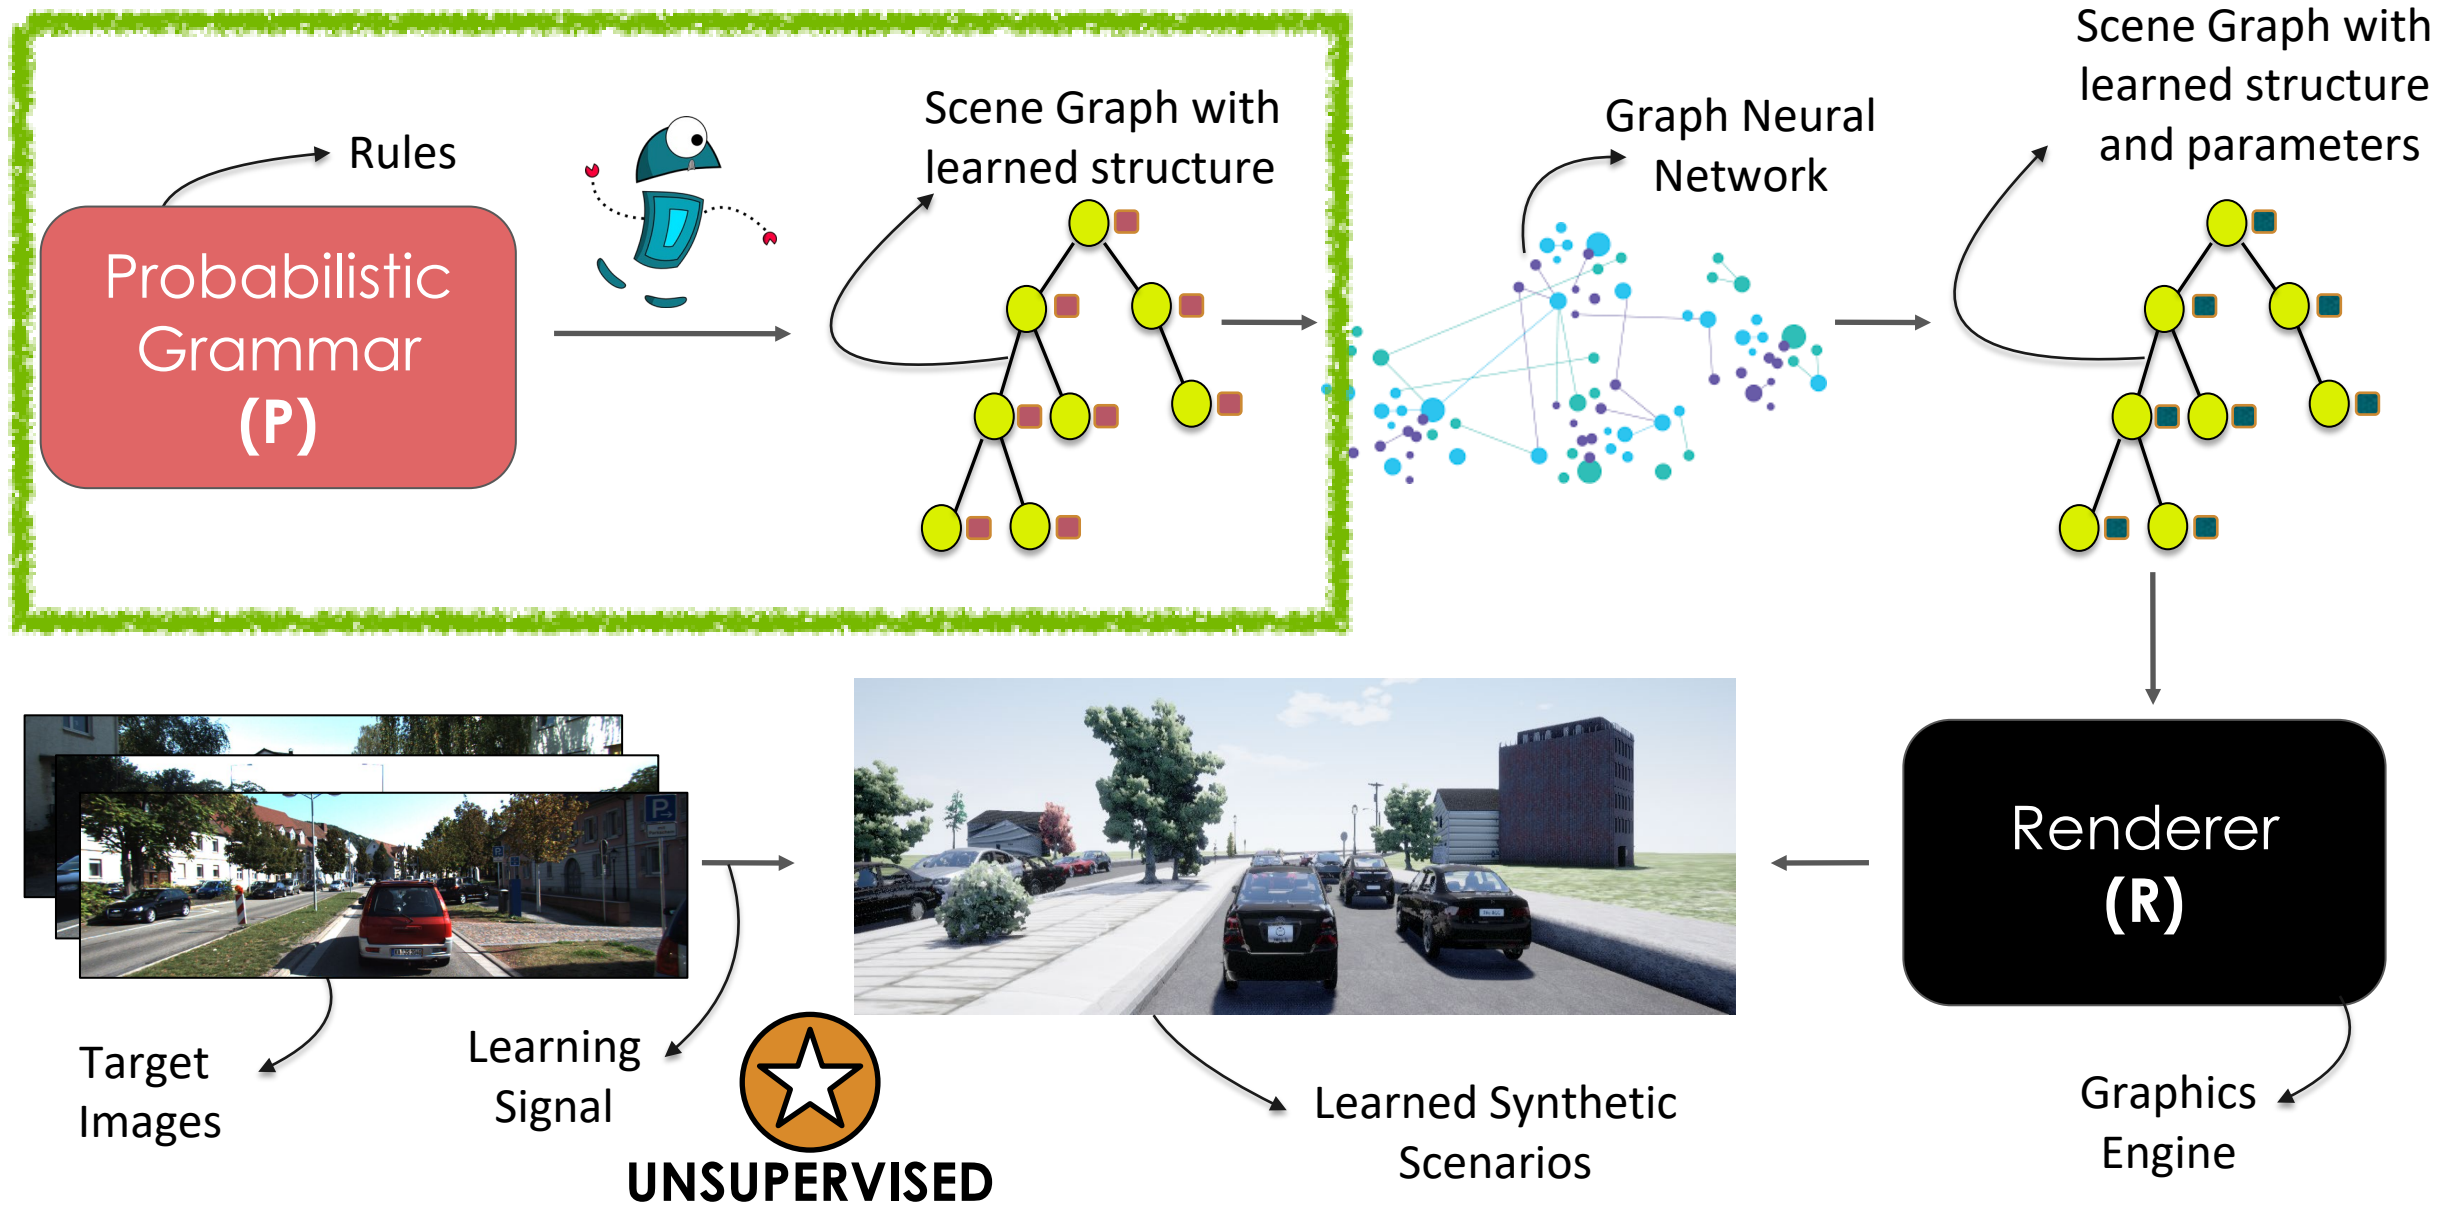 Rules
Probabilistic
Grammar
(P)
Scene Graph with
learned structure
Graph Neural
Network
Scene Graph with
learned structure
and parameters
Renderer
(R)
Graphics
Engine
Learned Synthetic
Scenarios
Learning
Signal
UNSUPERVISED
Target
Images
P